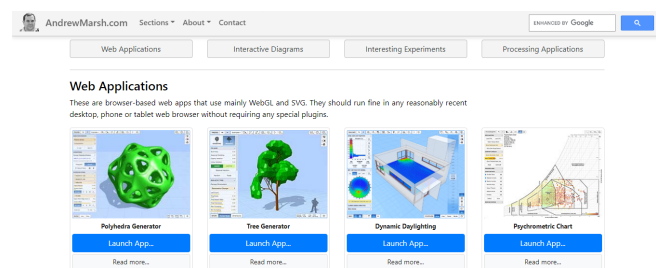 AndrewMarsh.com Sections About Contact ENHANCED BY Google
Web Applications Interactive Diagrams Interesting Experiments Processing Applications
Web Applications
These are browser-based web apps that use mainly WebGL and SVG. They should run fine in any reasonably recent
desktop, phone or tablet web browser without requiring any special plugins.
Polyhedra Generator Tree Generator Dynamic Daylighting Psychrometric Chart
Launch App... Launch App... Launch App... Launch App...
Read more... Read more... Read more... Read more...